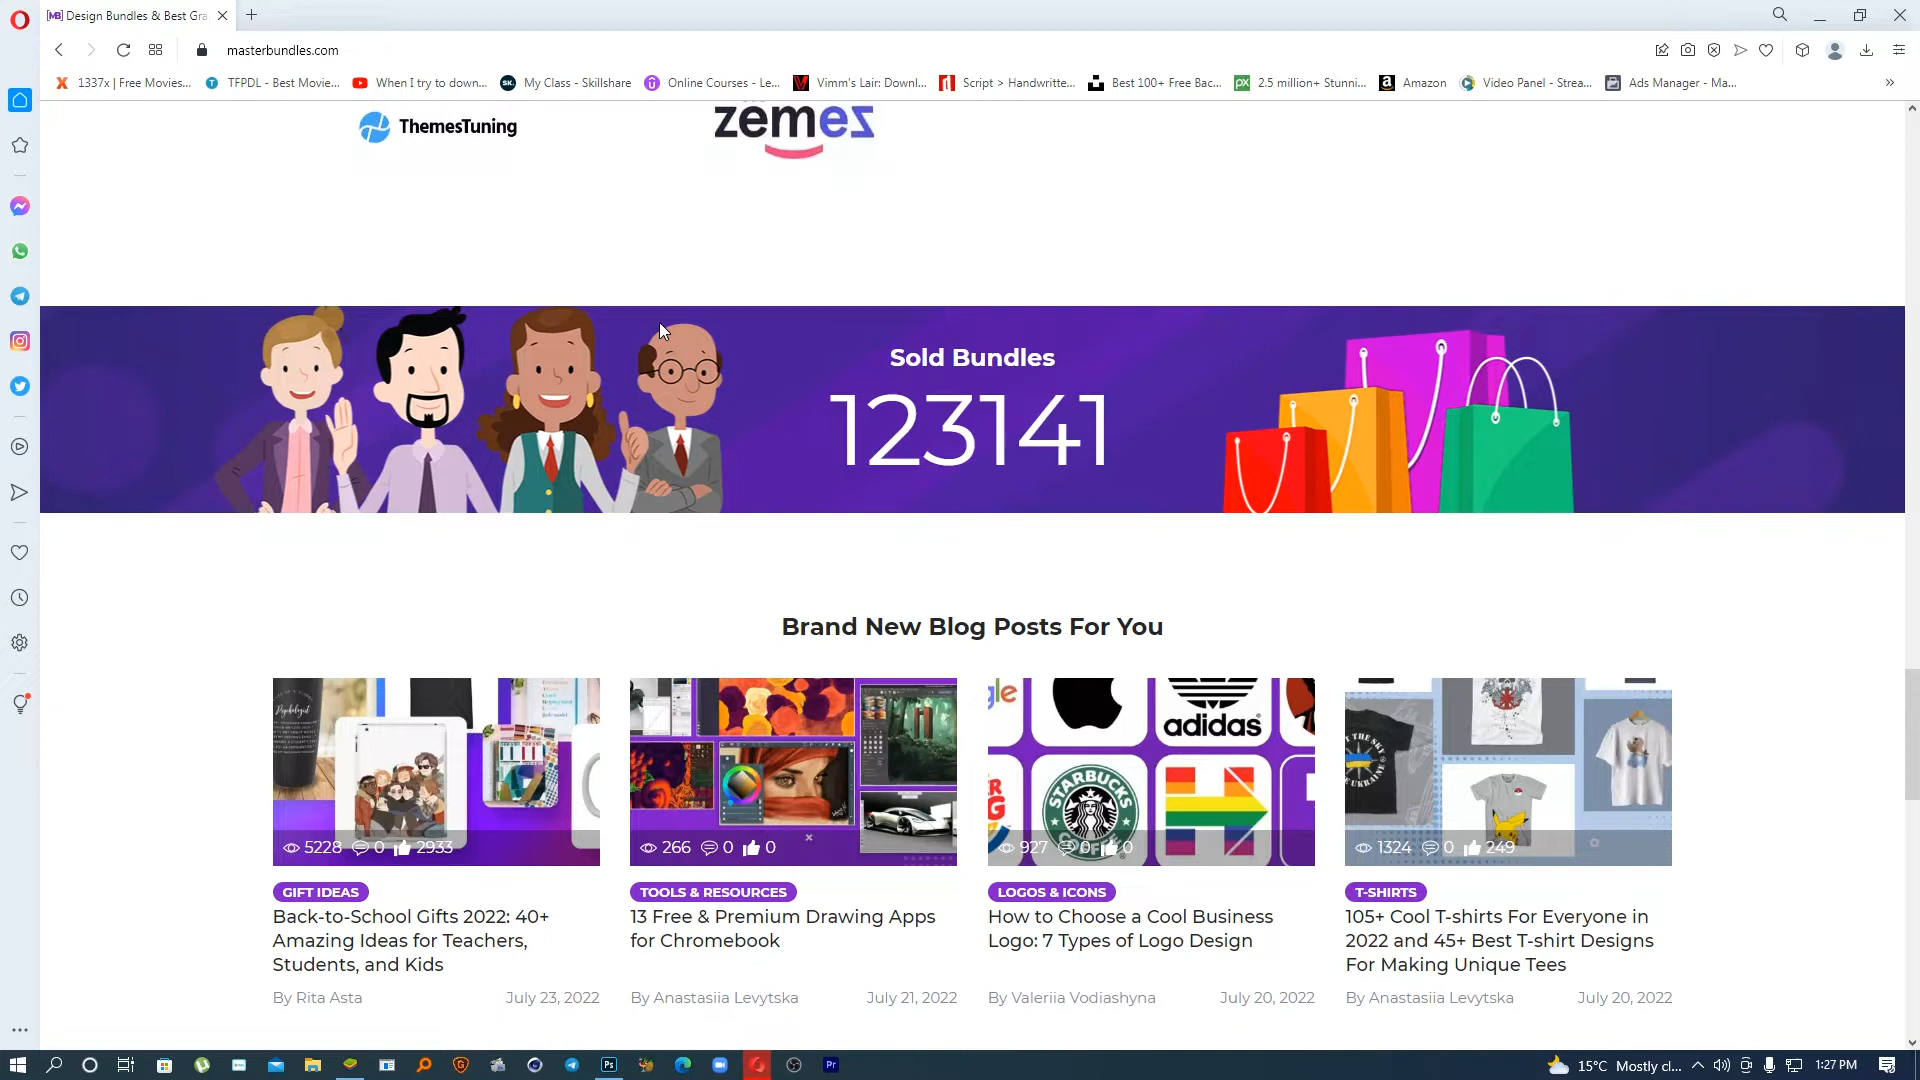 Design Bundles & Best Gra
masterbundles.com
1337x | Free Movies...
TFPDL - Best Movie...
When I try to down...
SK. My Class - Skillshare
Online Courses - Le...
Vimm's Lair: Downl...
Script > Handwritte...
Best 100+ Free Bac...
px 2.5 million+ Stunni...
a Amazon
Video Panel - Strea...
Ads Manager - Ma...
ThemesTuning
zemez
Sold Bundles
123141
Brand New Blog Posts For You
Psychologist
gle
adidas
STARBUCKS
5228 0 2933
266 0 0
927 0 0
1324 0 249
GIFT IDEAS
Back-to-School Gifts 2022: 40+
Amazing Ideas for Teachers,
Students, and Kids
By Rita Asta July 23, 2022
TOOLS & RESOURCES
13 Free & Premium Drawing Apps
for Chromebook
By Anastasiia Levytska July 21, 2022
LOGOS & ICONS
How to Choose a Cool Business
Logo: 7 Types of Logo Design
By Valeriia Vodiashyna July 20, 2022
T-SHIRTS
105+ Cool T-shirts For Everyone in
2022 and 45+ Best T-shirt Designs
For Making Unique Tees
By Anastasiia Levytska July 20, 2022
Ps
Pr
15°C Mostly cl...
1:27 PM